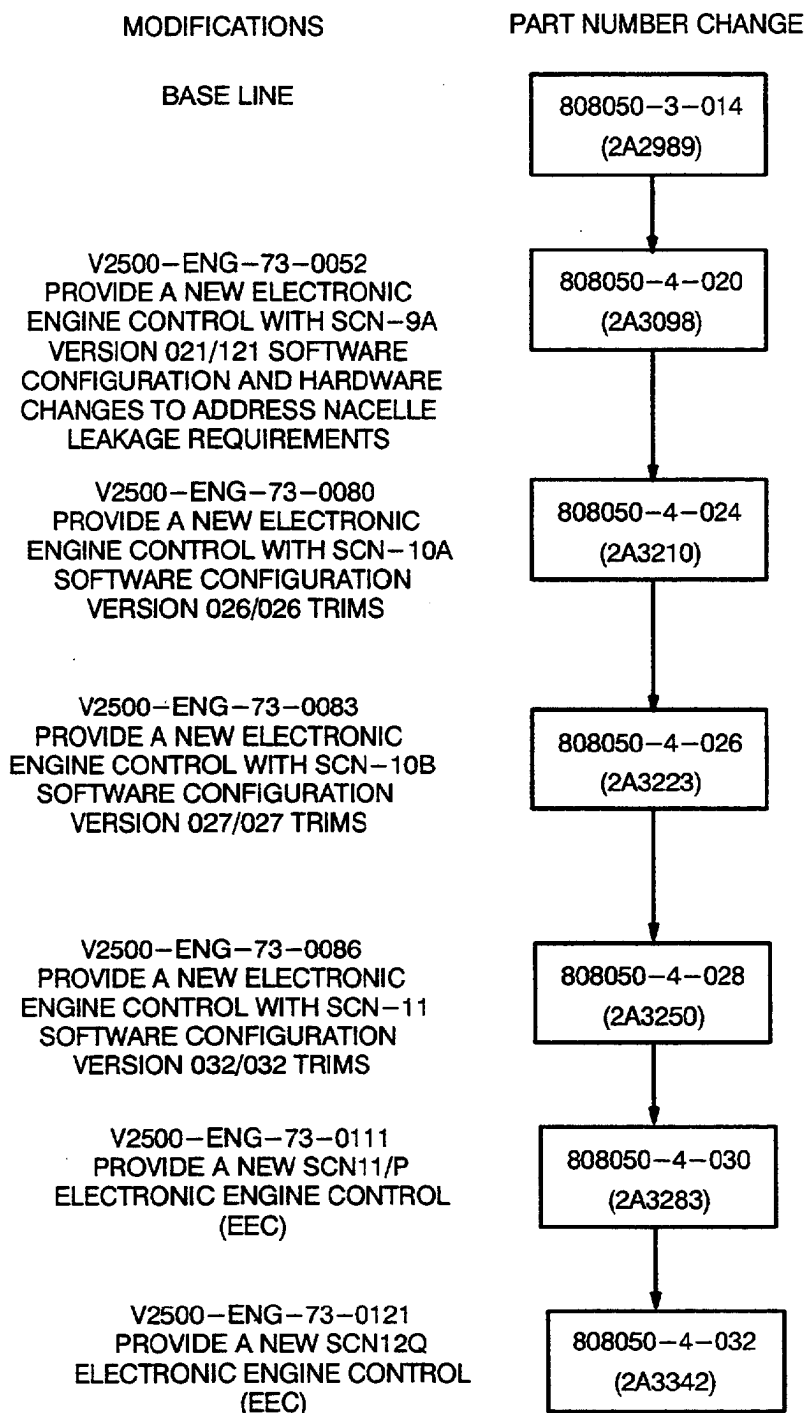 MODIFICATIONS
PART NUMBER CHANGE
BASE LINE
808050-3-014
(2A2989)
V2500-ENG-73-0052
PROVIDE A NEW ELECTRONIC
ENGINE CONTROL WITH SCN-9A
VERSION 021/121 SOFTWARE
CONFIGURATION AND HARDWARE
CHANGES TO ADDRESS NACELLE
LEAKAGE REQUIREMENTS
808050-4-020
(2A3098)
V2500-ENG-73-0080
PROVIDE A NEW ELECTRONIC
ENGINE CONTROL WITH SCN-10A
SOFTWARE CONFIGURATION
VERSION 026/026 TRIMS
808050-4-024
(2A3210)
V2500-ENG-73-0083
PROVIDE A NEW ELECTRONIC
ENGINE CONTROL WITH SCN-10B
SOFTWARE CONFIGURATION
VERSION 027/027 TRIMS
808050-4-026
(2A3223)
V2500-ENG-73-0086
PROVIDE A NEW ELECTRONIC
ENGINE CONTROL WITH SCN-11
SOFTWARE CONFIGURATION
VERSION 032/032 TRIMS
808050-4-028
(2A3250)
V2500-ENG-73-0111
PROVIDE A NEW SCN11/P
ELECTRONIC ENGINE CONTROL
(EEC)
808050-4-030
(2A3283)
V2500-ENG-73-0121
PROVIDE A NEW SCN12Q
ELECTRONIC ENGINE CONTROL
(EEC)
808050-4-032
(2A3342)